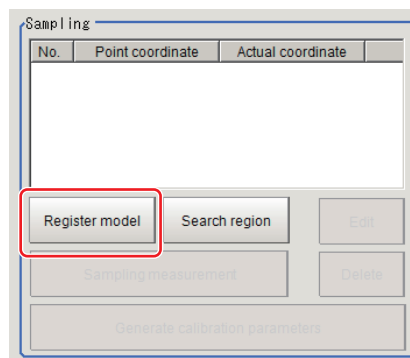 Sampling
No. Point coordinate Actual coordinate
Register model Search region Edit
Sampling measurement Delete
Generate calibration parameters